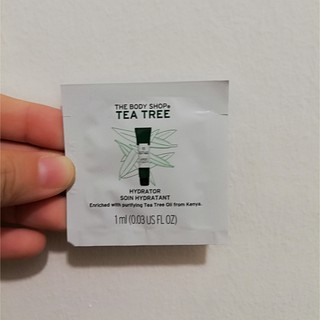 THE BODY SHOP®
TEA TREE
HYDRATOR
SOIN HYDRATANT
Enriched with purifying Tea Tree Oil from Kenya.
1 ml (0.03 US FL OZ)